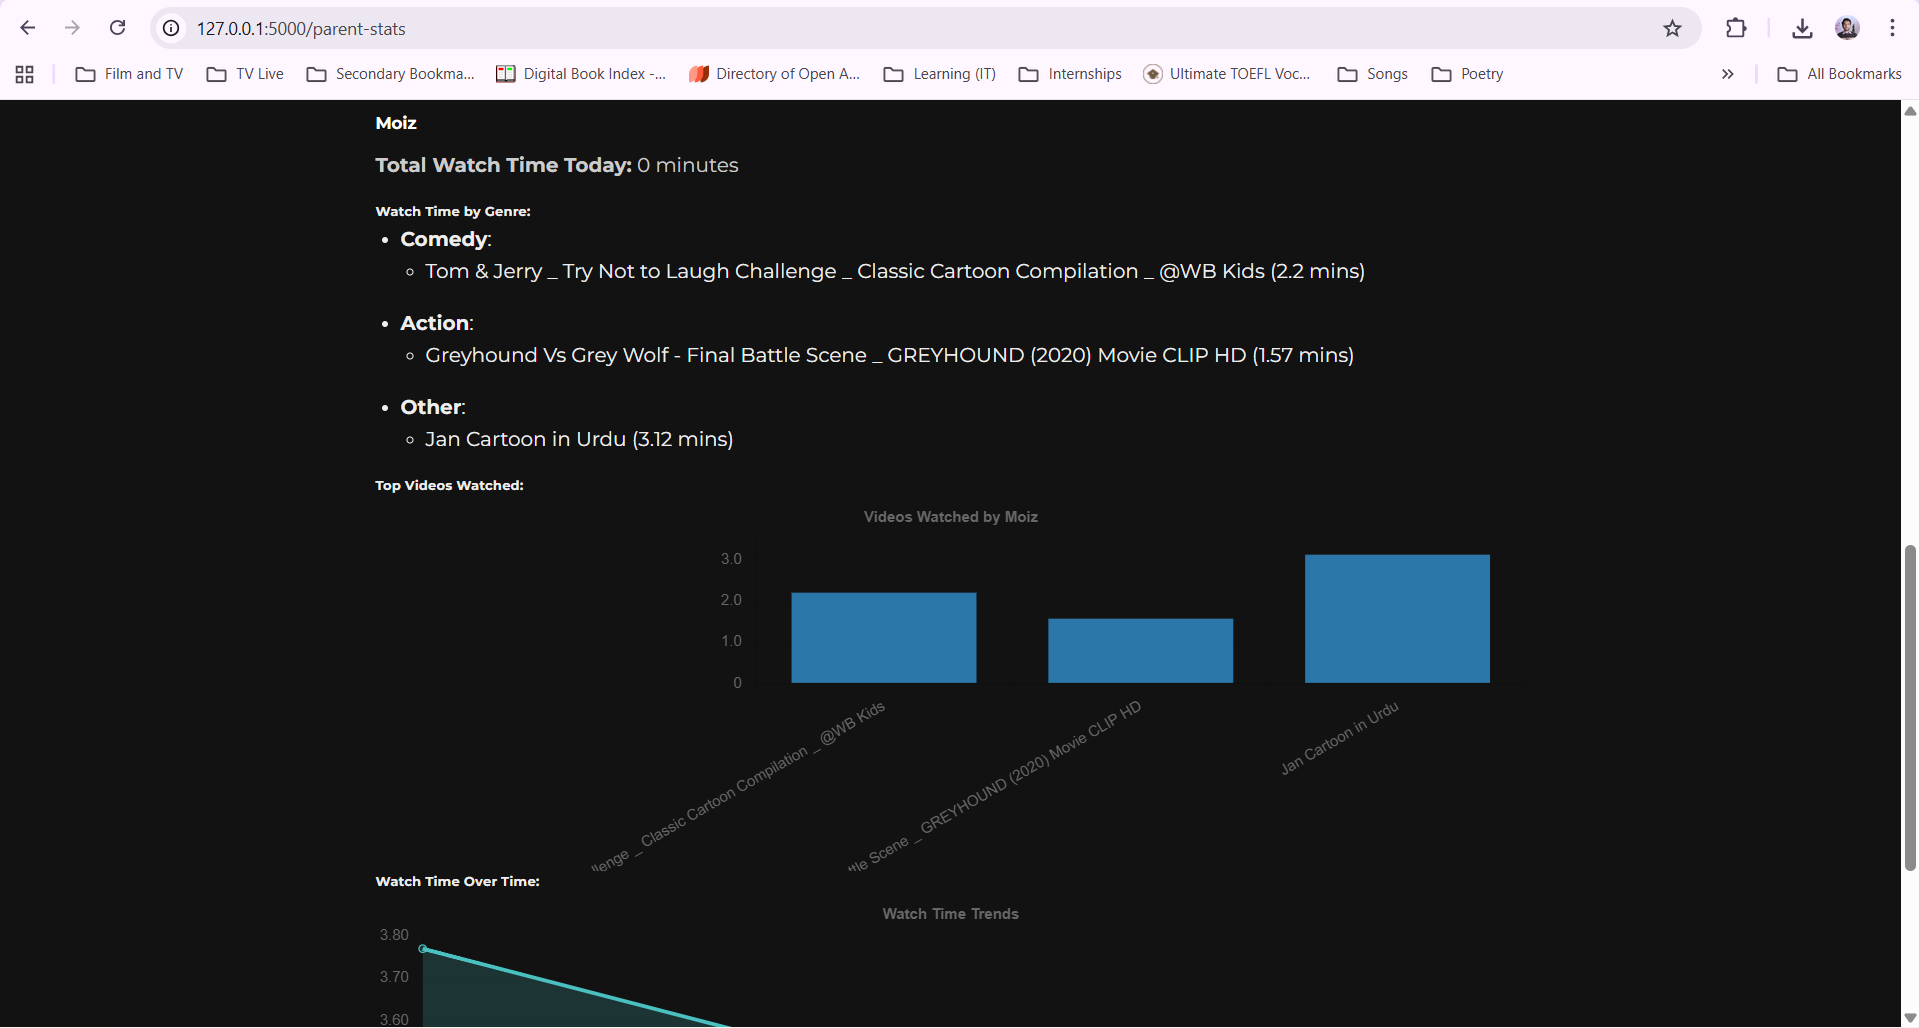 127.0.0.1:5000/parent-stats
Film and TV
TV Live
Secondary Bookma...
Digital Book Index -...
Directory of Open A...
Learning (IT)
Internships
Ultimate TOEFL Voc...
Songs
Poetry
All Bookmarks
Moiz
Total Watch Time Today: 0 minutes
Watch Time by Genre:
Comedy:
Tom & Jerry _ Try Not to Laugh Challenge _ Classic Cartoon Compilation _ @WB Kids (2.2 mins)
Action:
Greyhound Vs Grey Wolf - Final Battle Scene _ GREYHOUND (2020) Movie CLIP HD (1.57 mins)
Other:
Jan Cartoon in Urdu (3.12 mins)
Top Videos Watched:
Videos Watched by Moiz
3.0
2.0
1.0
0
llenge _ Classic Cartoon Compilation _ @WB Kids
ttle Scene _ GREYHOUND (2020) Movie CLIP HD
Jan Cartoon in Urdu
Watch Time Over Time:
Watch Time Trends
3.80
3.70
3.60